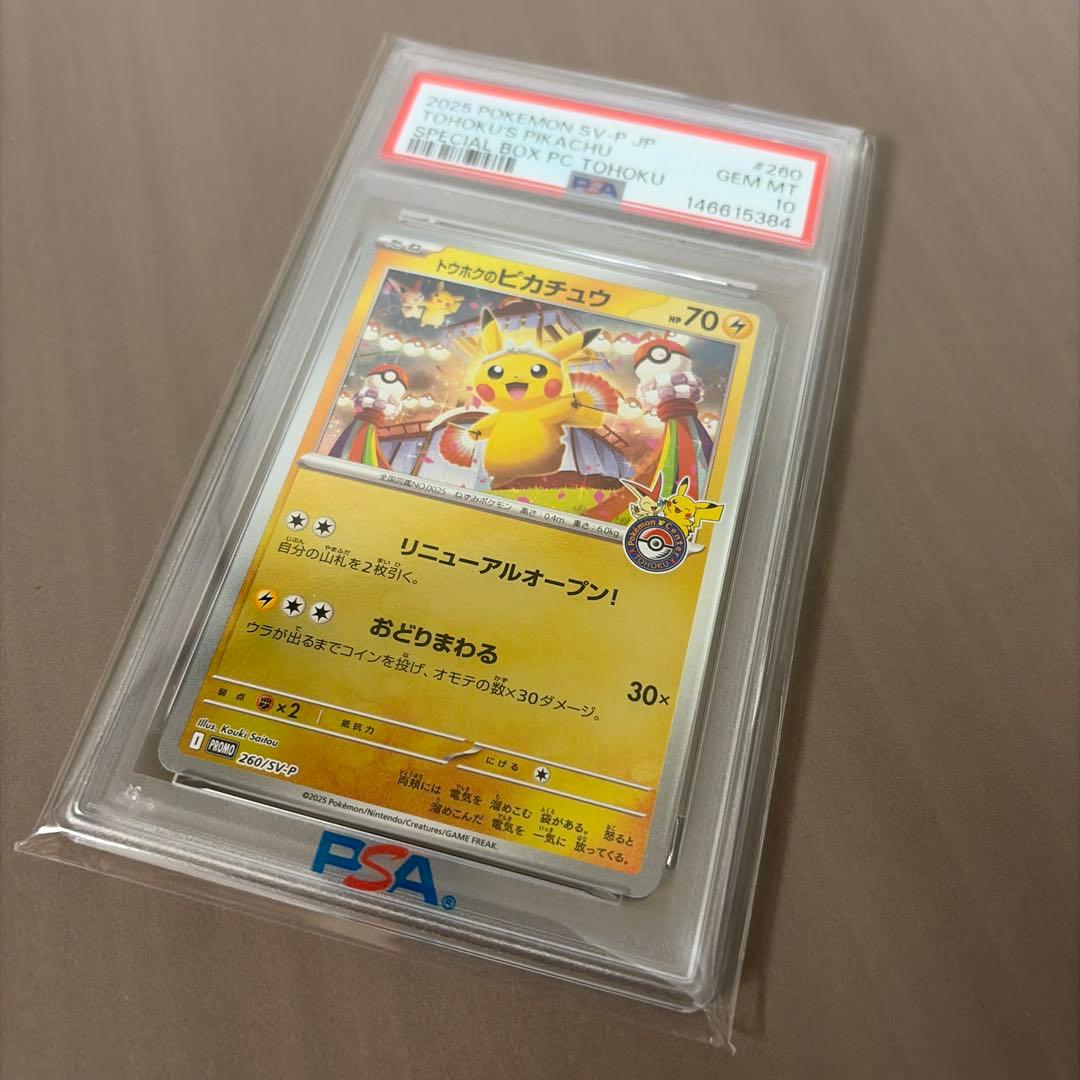 2025 POKEMON SV-P JP
#260
TOHOKU'S PIKACHU
GEM MT
SPECIAL BOX PC TOHOKU
10
PSA
146615384
たね
トウホクのピカチュウ
HP 70
全国図鑑NO.0025 ねずみポケモン 高さ:0.4m 重さ:6.0kg
Pokémon Center
TOHOKU
リニューアルオープン!
自分の山札を2枚引く。
おどりまわる
30×
ウラが出るまでコインを投げ、オモテの数×30ダメージ。
弱点 ×2 抵抗力
にげる
Illus. Kouki Saitou
I PROMO 260/SV-P
両頬には 電気を 溜めこむ 袋がある。 怒ると
溜めこんだ 電気を 一気に 放ってくる。
©2025 Pokémon/Nintendo/Creatures/GAME FREAK.
PSA®